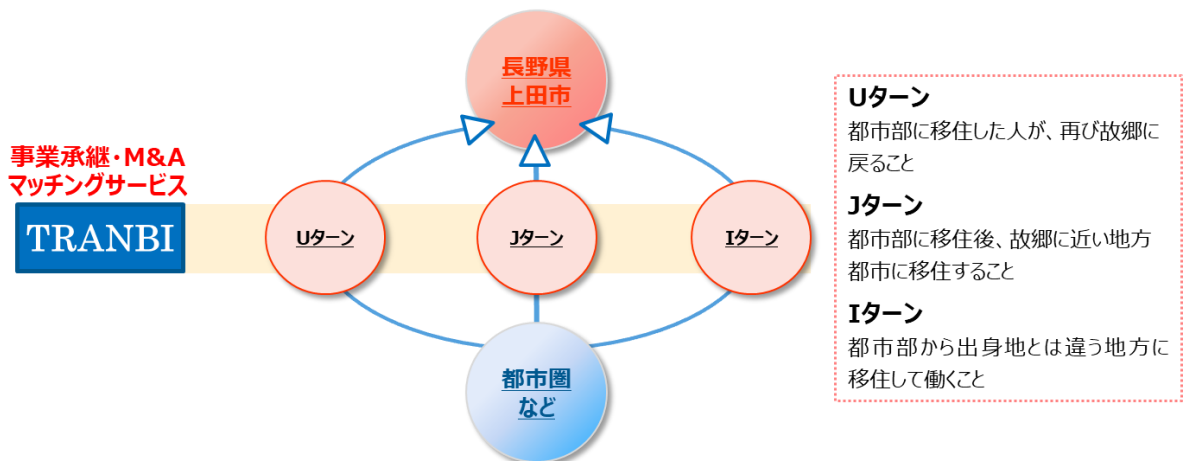 長野県
上田市
事業承継・M&A
マッチングサービス
TRANBI
Uターン
Jターン
Iターン
都市圏
など
Uターン
都市部に移住した人が、再び故郷に
戻ること
Jターン
都市部に移住後、故郷に近い地方
都市に移住すること
Iターン
都市部から出身地とは違う地方に
移住して働くこと